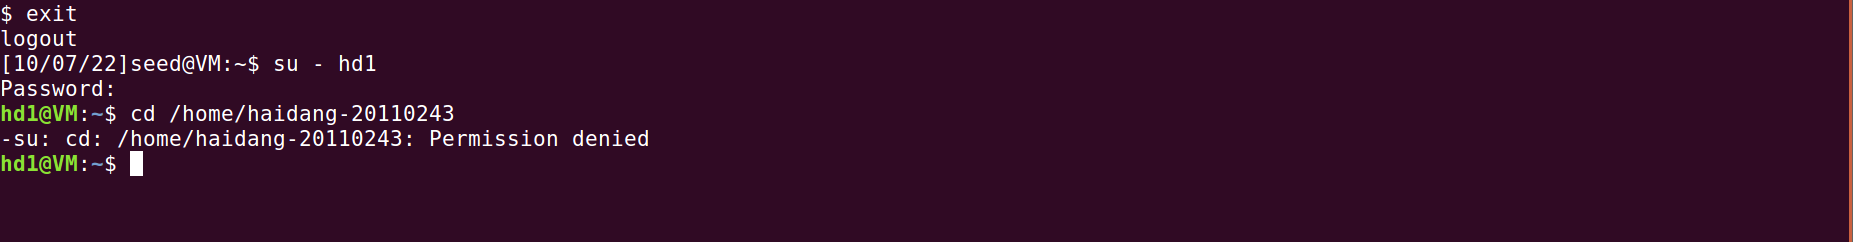 $ exit
logout
[10/07/22]seed@VM:~$ su - hd1
Password:
hd1@VM:~$ cd /home/haidang-20110243
-su: cd: /home/haidang-20110243: Permission denied
hd1@VM:~$